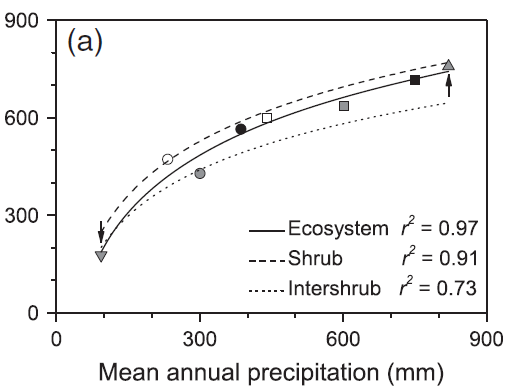 900
(a)
600
300
Ecosystem r² = 0.97
Shrub r² = 0.91
Intershrub r² = 0.73
0
0 300 600 900
Mean annual precipitation (mm)